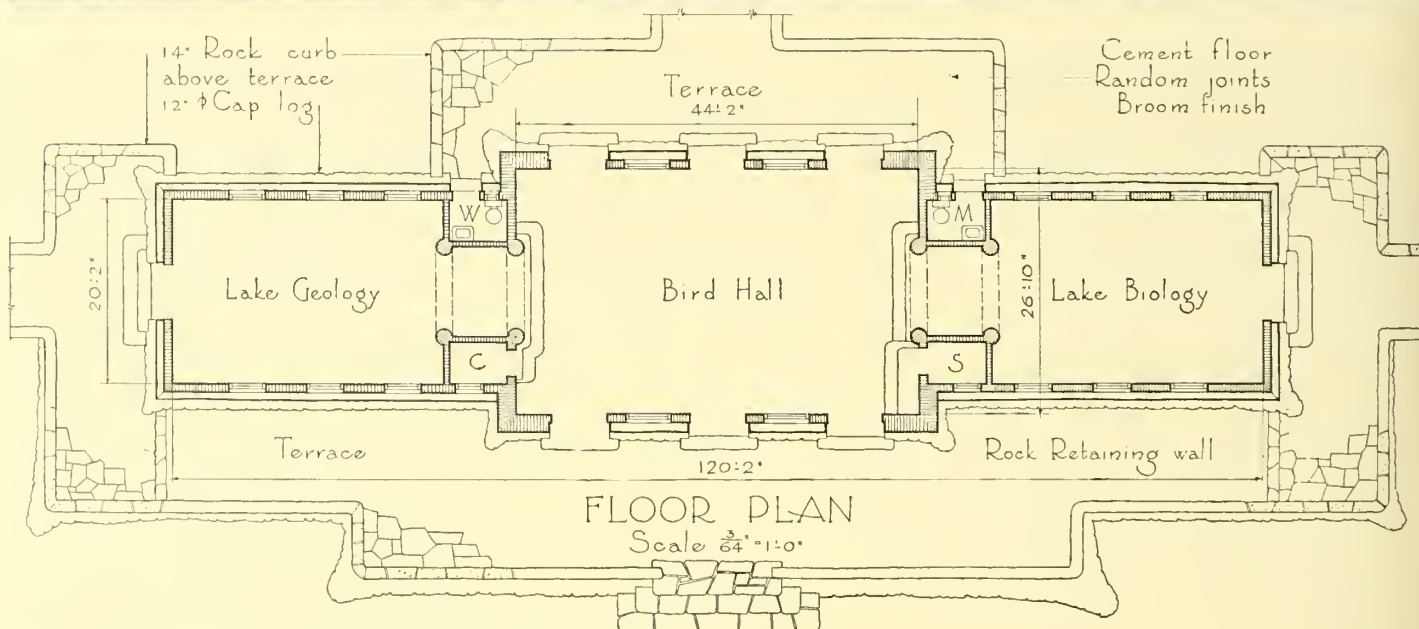 14" Rock curb
above terrace
12" ϕ Cap log
Terrace
44'-2"
Cement floor
Random joints
Broom finish
W
M
20'-2"
Lake Geology
Bird Hall
26'-10"
Lake Biology
C
S
Terrace
120'-2"
Rock Retaining wall
FLOOR PLAN
Scale 3/64" = 1'-0"